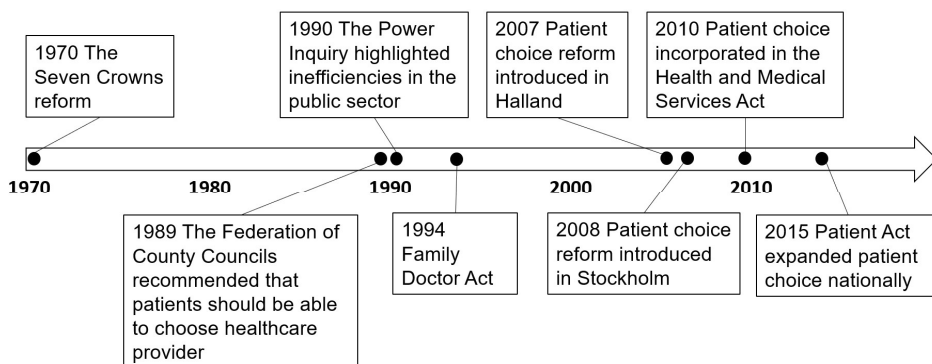 1970 The
Seven Crowns
reform
1990 The Power
Inquiry highlighted
inefficiencies in the
public sector
2007 Patient
choice reform
introduced in
Halland
2010 Patient choice
incorporated in the
Health and Medical
Services Act
1970
1980
1990
2000
2010
1989 The Federation of
County Councils
recommended that
patients should be able
to choose healthcare
provider
1994
Family
Doctor Act
2008 Patient choice
reform introduced
in Stockholm
2015 Patient Act
expanded patient
choice nationally